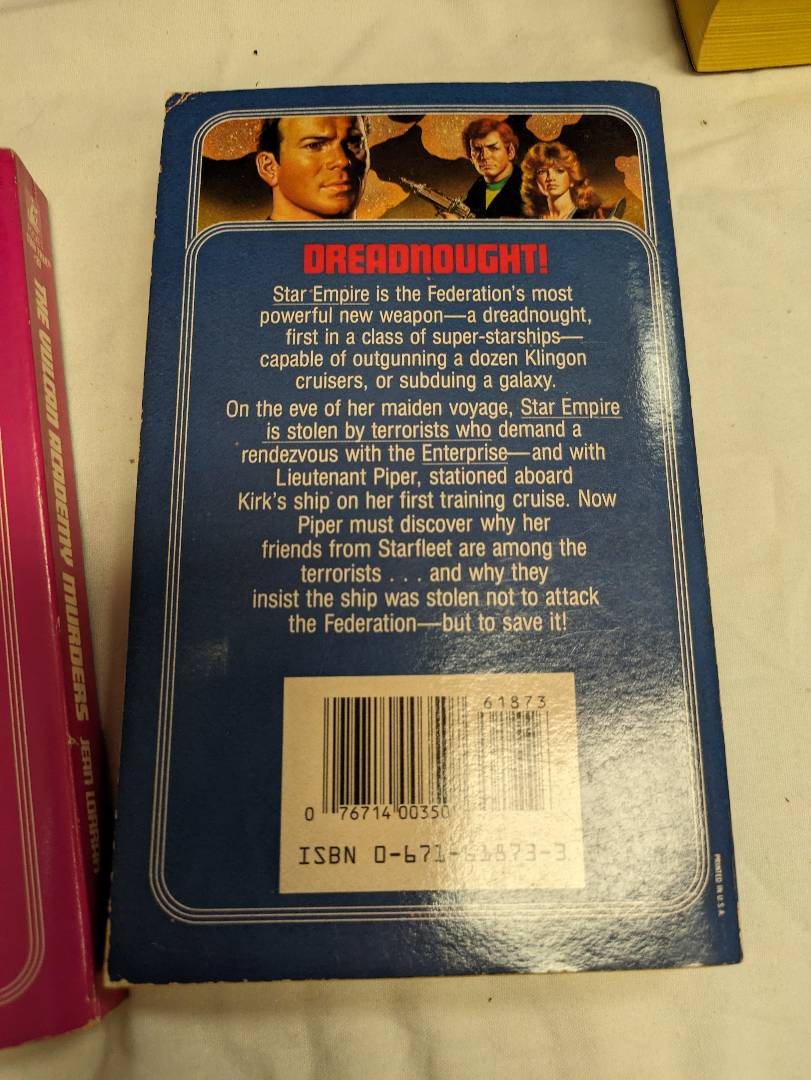 DREADNOUGHT!
Star Empire is the Federation's most
powerful new weapon—a dreadnought,
first in a class of super-starships—
capable of outgunning a dozen Klingon
cruisers, or subduing a galaxy.
On the eve of her maiden voyage, Star Empire
is stolen by terrorists who demand a
rendezvous with the Enterprise—and with
Lieutenant Piper, stationed aboard
Kirk's ship on her first training cruise. Now
Piper must discover why her
friends from Starfleet are among the
terrorists . . . and why they
insist the ship was stolen not to attack
the Federation—but to save it!
61873
0 76714 00350
ISBN 0-671-61873-3
PRINTED IN U.S.A.
THE VULCAN ACADEMY MURDERS JEAN